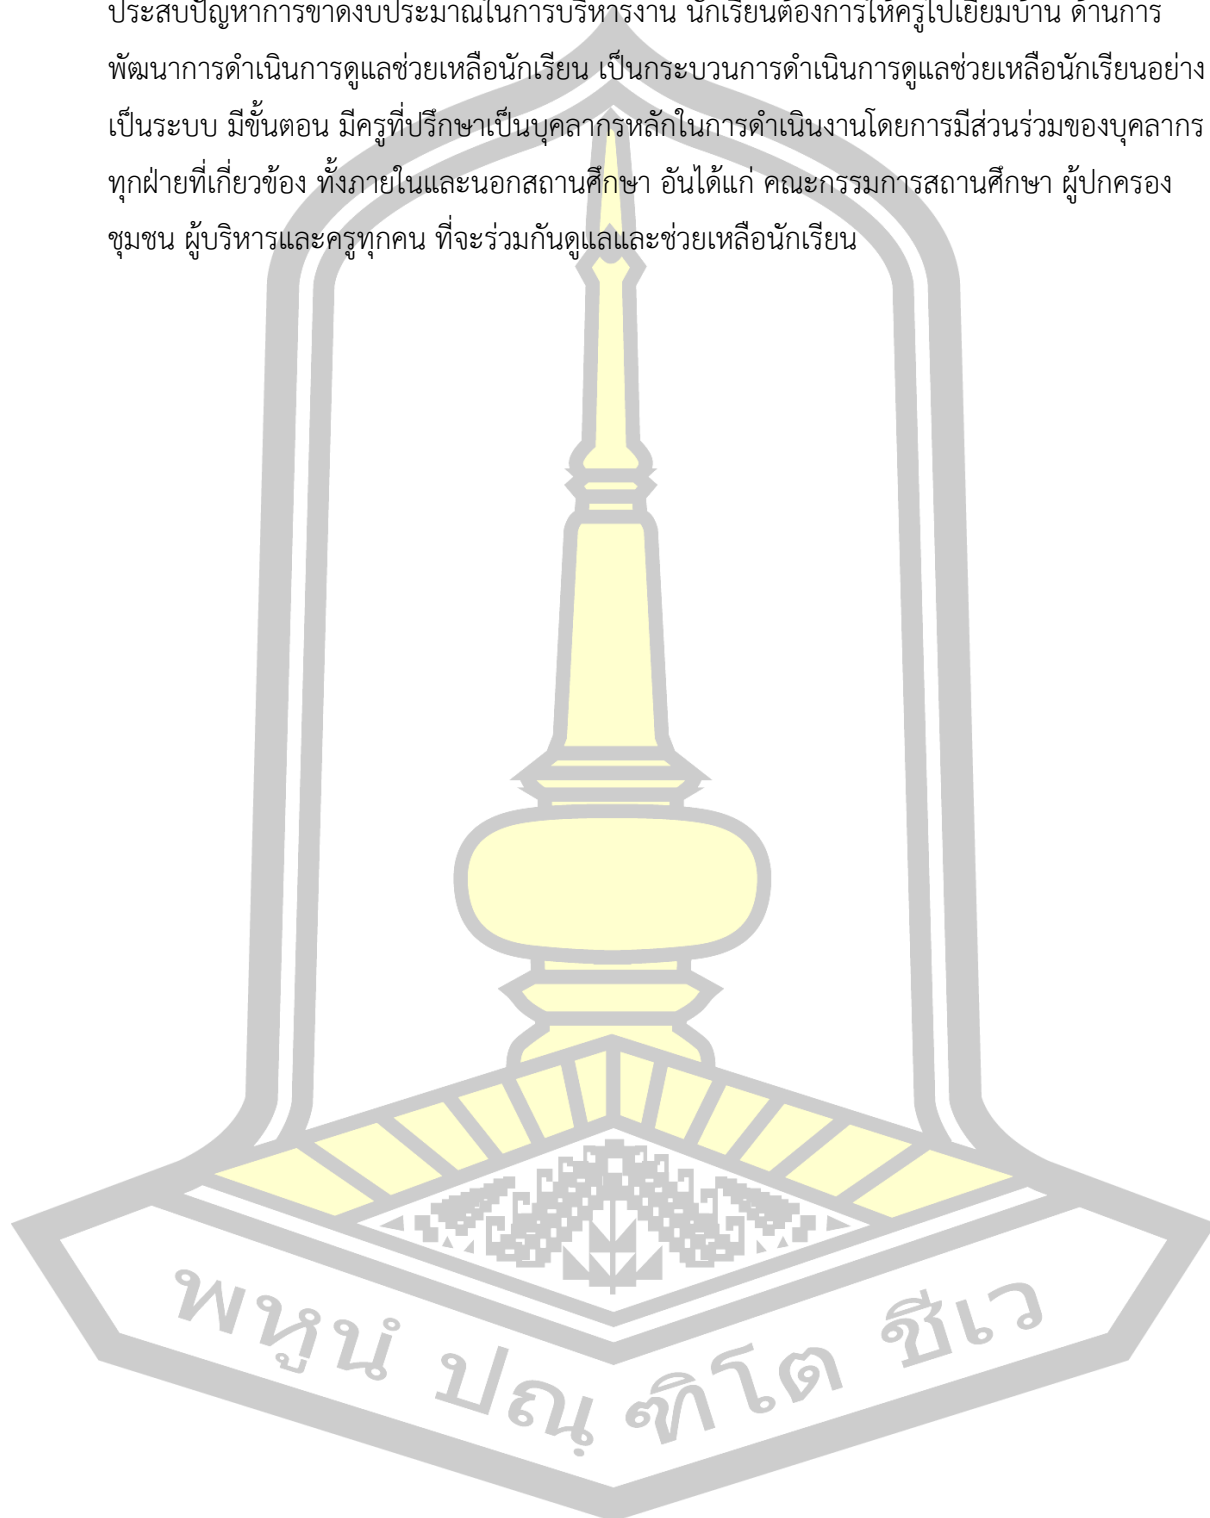 ประสบปัญหาการขาดงบประมาณในการบริหารงาน นักเรียนต้องการให้ครูไปเยี่ยมบ้าน ด้านการ
พัฒนาการดำเนินการดูแลช่วยเหลือนักเรียน เป็นกระบวนการดำเนินการดูแลช่วยเหลือนักเรียนอย่าง
เป็นระบบ มีขั้นตอน มีครูที่ปรึกษาเป็นบุคลากรหลักในการดำเนินงานโดยการมีส่วนร่วมของบุคลากร
ทุกฝ่ายที่เกี่ยวข้อง ทั้งภายในและนอกสถานศึกษา อันได้แก่ คณะกรรมการสถานศึกษา ผู้ปกครอง
ชุมชน ผู้บริหารและครูทุกคน ที่จะร่วมกันดูแลและช่วยเหลือนักเรียน
พหูนํ ปณฺฑิโต ชีเว